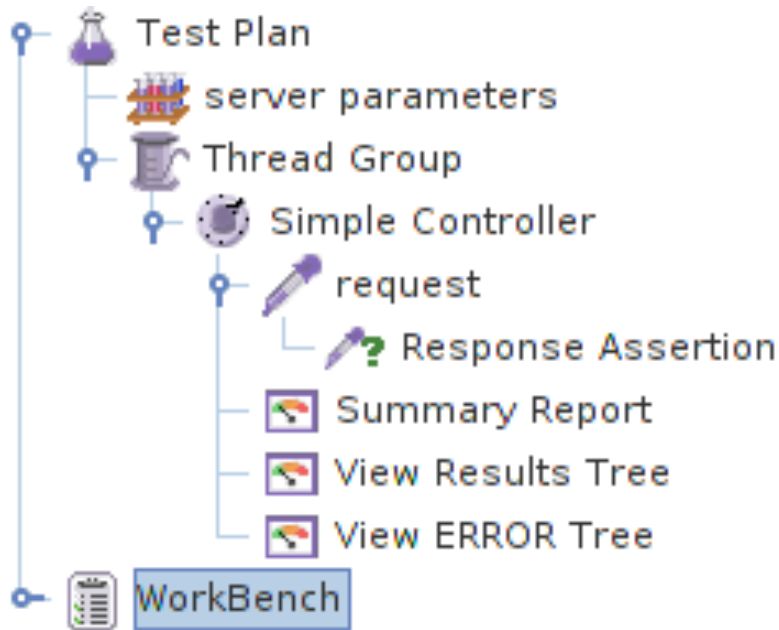 Test Plan
server parameters
Thread Group
Simple Controller
request
Response Assertion
Summary Report
View Results Tree
View ERROR Tree
WorkBench